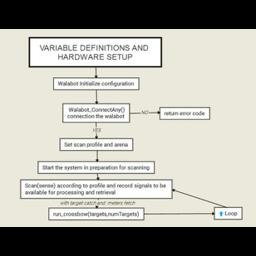 VARIABLE DEFINITIONS AND
HARDWARE SETUP
Walabot Initialize configuration
Walabot_ConnectAny()
connection the walabot
NO
return error code
YES
Set scan profile and arena
Start the system in preparation for scanning
Scan(sense) according to profile and record signals to be
available for processing and retrieval
with target catch and meters fetch
run_crossbow(targets,numTargets)
Loop